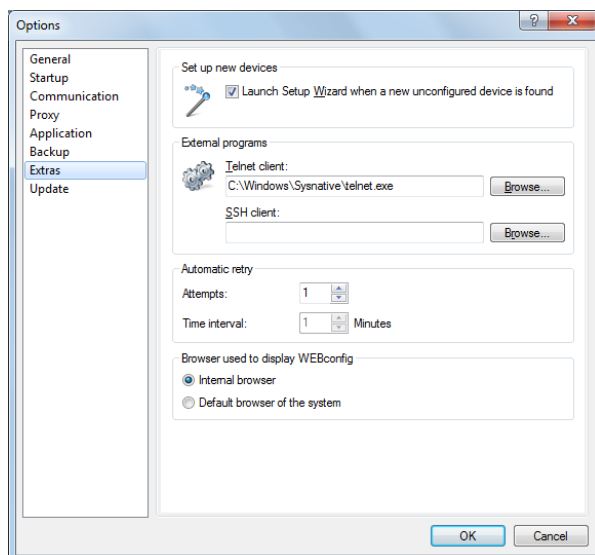 Options
General
Startup
Communication
Proxy
Application
Backup
Extras
Update
Set up new devices
Launch Setup Wizard when a new unconfigured device is found
External programs
Telnet client:
C:\Windows\Sysnative\telnet.exe
Browse...
SSH client:
Browse...
Automatic retry
Attempts: 1
Time interval: 1 Minutes
Browser used to display WEBconfig
Internal browser
Default browser of the system
OK Cancel